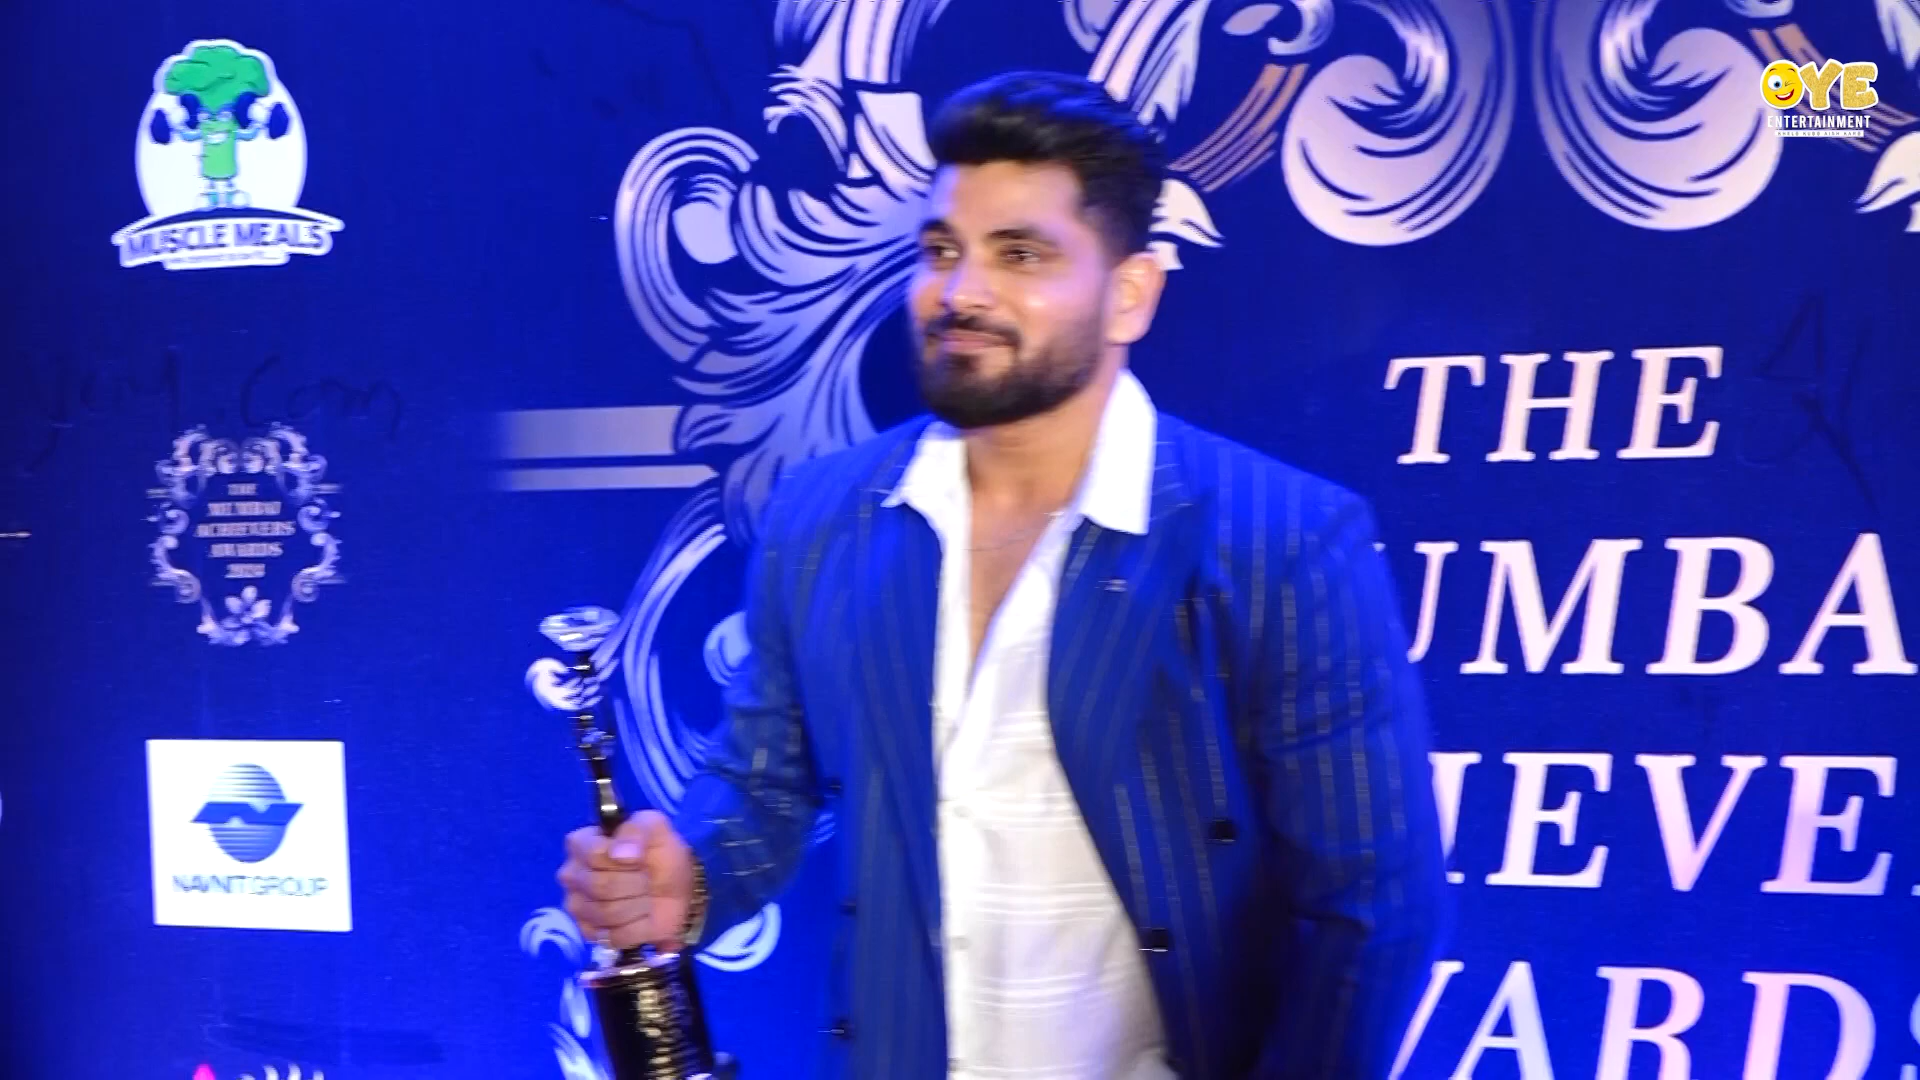 OYE
ENTERTAINMENT
MUSCLE MEALS
THE
UMBA
IEVE
ARDS
THE
MUMBAI
ACHIEVERS
AWARDS
NAVNIT GROUP